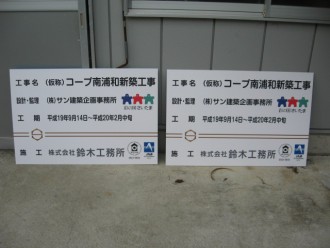 工事名 (仮称) コープ南浦和新築工事
設計・監理 (株) サン建築企画事務所
工期 平成19年9月14日〜平成20年2月中旬
施工 株式会社 鈴木工務所
工事名 (仮称) コープ南浦和新築工事
設計・監理 (株) サン建築企画事務所
工期 平成19年9月14日〜平成20年2月中旬
施工 株式会社 鈴木工務所